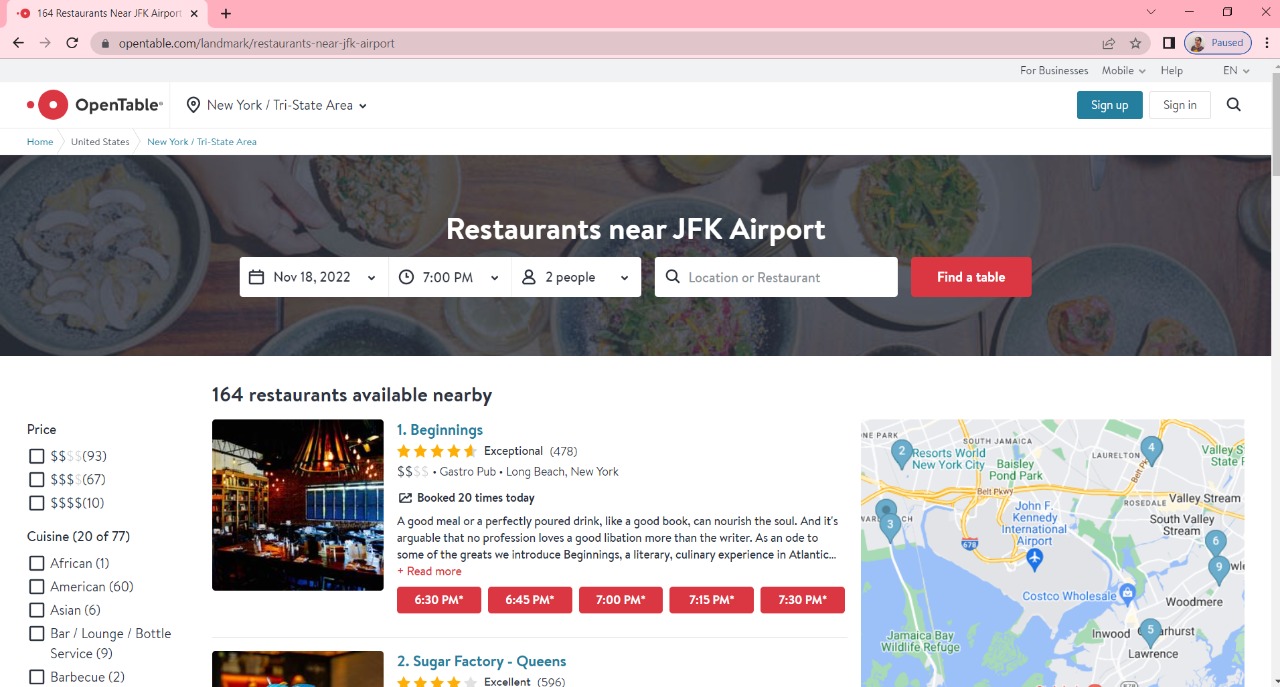 164 Restaurants Near JFK Airport
opentable.com/landmark/restaurants-near-jfk-airport
Paused
For Businesses Mobile Help EN
OpenTable®
New York / Tri-State Area
Sign up
Sign in
Home
United States
New York / Tri-State Area
Restaurants near JFK Airport
Nov 18, 2022
7:00 PM
2 people
Location or Restaurant
Find a table
164 restaurants available nearby
Price
$$$$(93)
$$$$(67)
$$$$(10)
Cuisine (20 of 77)
African (1)
American (60)
Asian (6)
Bar / Lounge / Bottle
Service (9)
Barbecue (2)
1. Beginnings
Exceptional (478)
$$$$ • Gastro Pub • Long Beach, New York
Booked 20 times today
A good meal or a perfectly poured drink, like a good book, can nourish the soul. And it's
arguable that no profession loves a good libation more than the writer. As an ode to
some of the greats we introduce Beginnings, a literary, culinary experience in Atlantic...
+ Read more
6:30 PM*
6:45 PM*
7:00 PM*
7:15 PM*
7:30 PM*
2. Sugar Factory - Queens
Excellent (596)
NE PARK
SOUTH JAMAICA
2
Resorts World
New York City
Baisley
Pond Park
LAURELTON
4
Valley
State F
Belt Pkwy
Belt P
ROSEDALE
Valley Stream
South Valley
Stream
3
John F.
Kennedy
International
Airport
678
6
9
Costco Wholesale
Woodmere
5
Inwood
Lawrence
Jamaica Bay
Wildlife Refuge
878